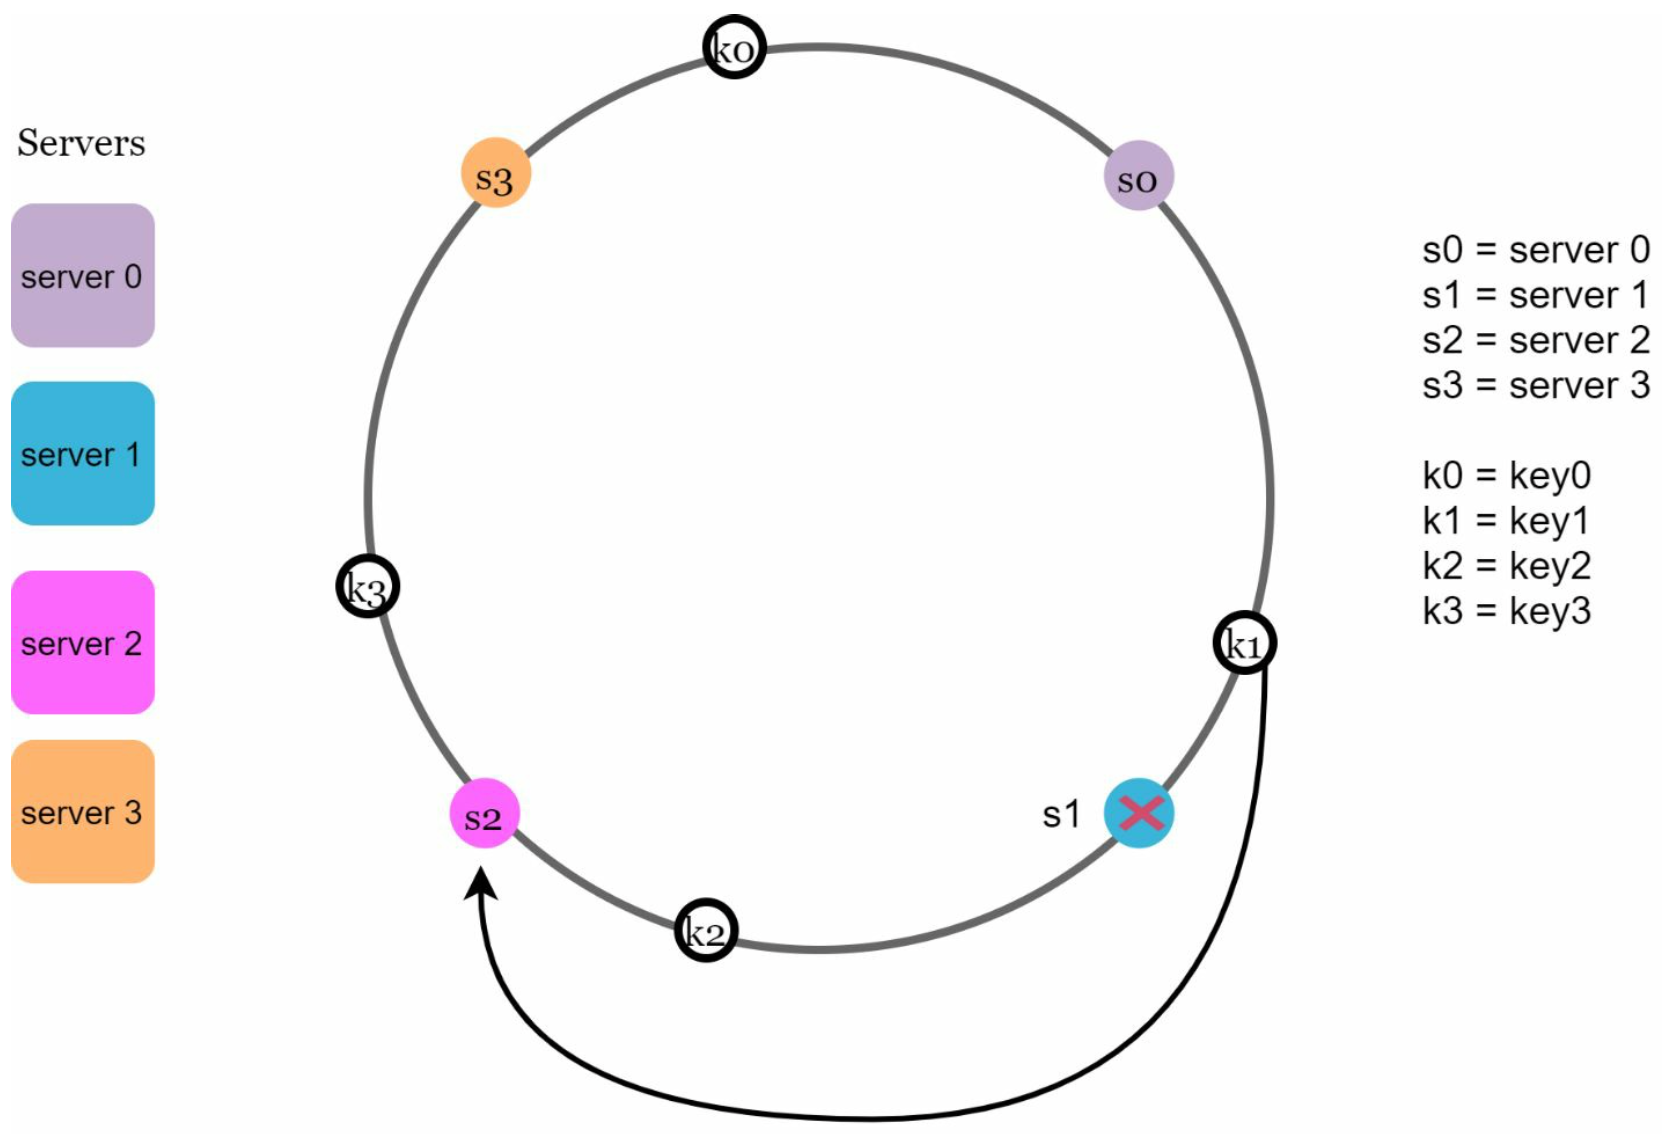 Servers
server 0
server 1
server 2
server 3
k0
s3
s0
k3
k1
s2
s1
k2
s0 = server 0
s1 = server 1
s2 = server 2
s3 = server 3
k0 = key0
k1 = key1
k2 = key2
k3 = key3